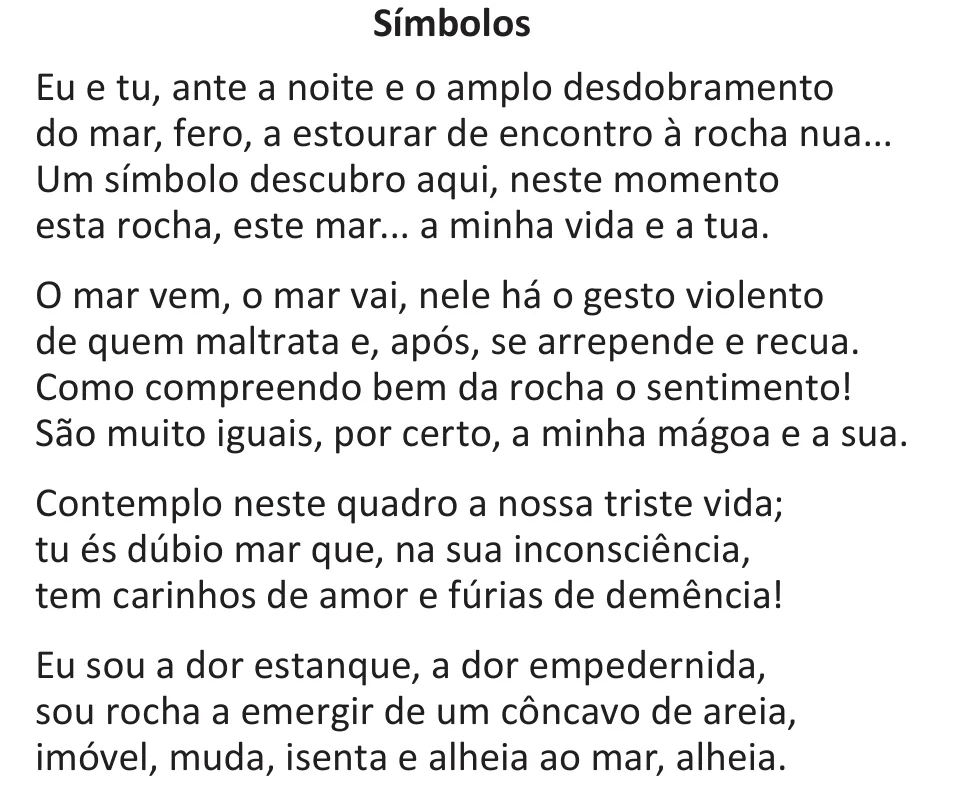 Símbolos
Eu e tu, ante a noite e o amplo desdobramento
do mar, fero, a estourar de encontro à rocha nua...
Um símbolo descubro aqui, neste momento
esta rocha, este mar... a minha vida e a tua.
O mar vem, o mar vai, nele há o gesto violento
de quem maltrata e, após, se arrepende e recua.
Como compreendo bem da rocha o sentimento!
São muito iguais, por certo, a minha mágoa e a sua.
Contemplo neste quadro a nossa triste vida;
tu és dúbio mar que, na sua inconsciência,
tem carinhos de amor e fúrias de demência!
Eu sou a dor estanque, a dor empedernida,
sou rocha a emergir de um côncavo de areia,
imóvel, muda, isenta e alheia ao mar, alheia.